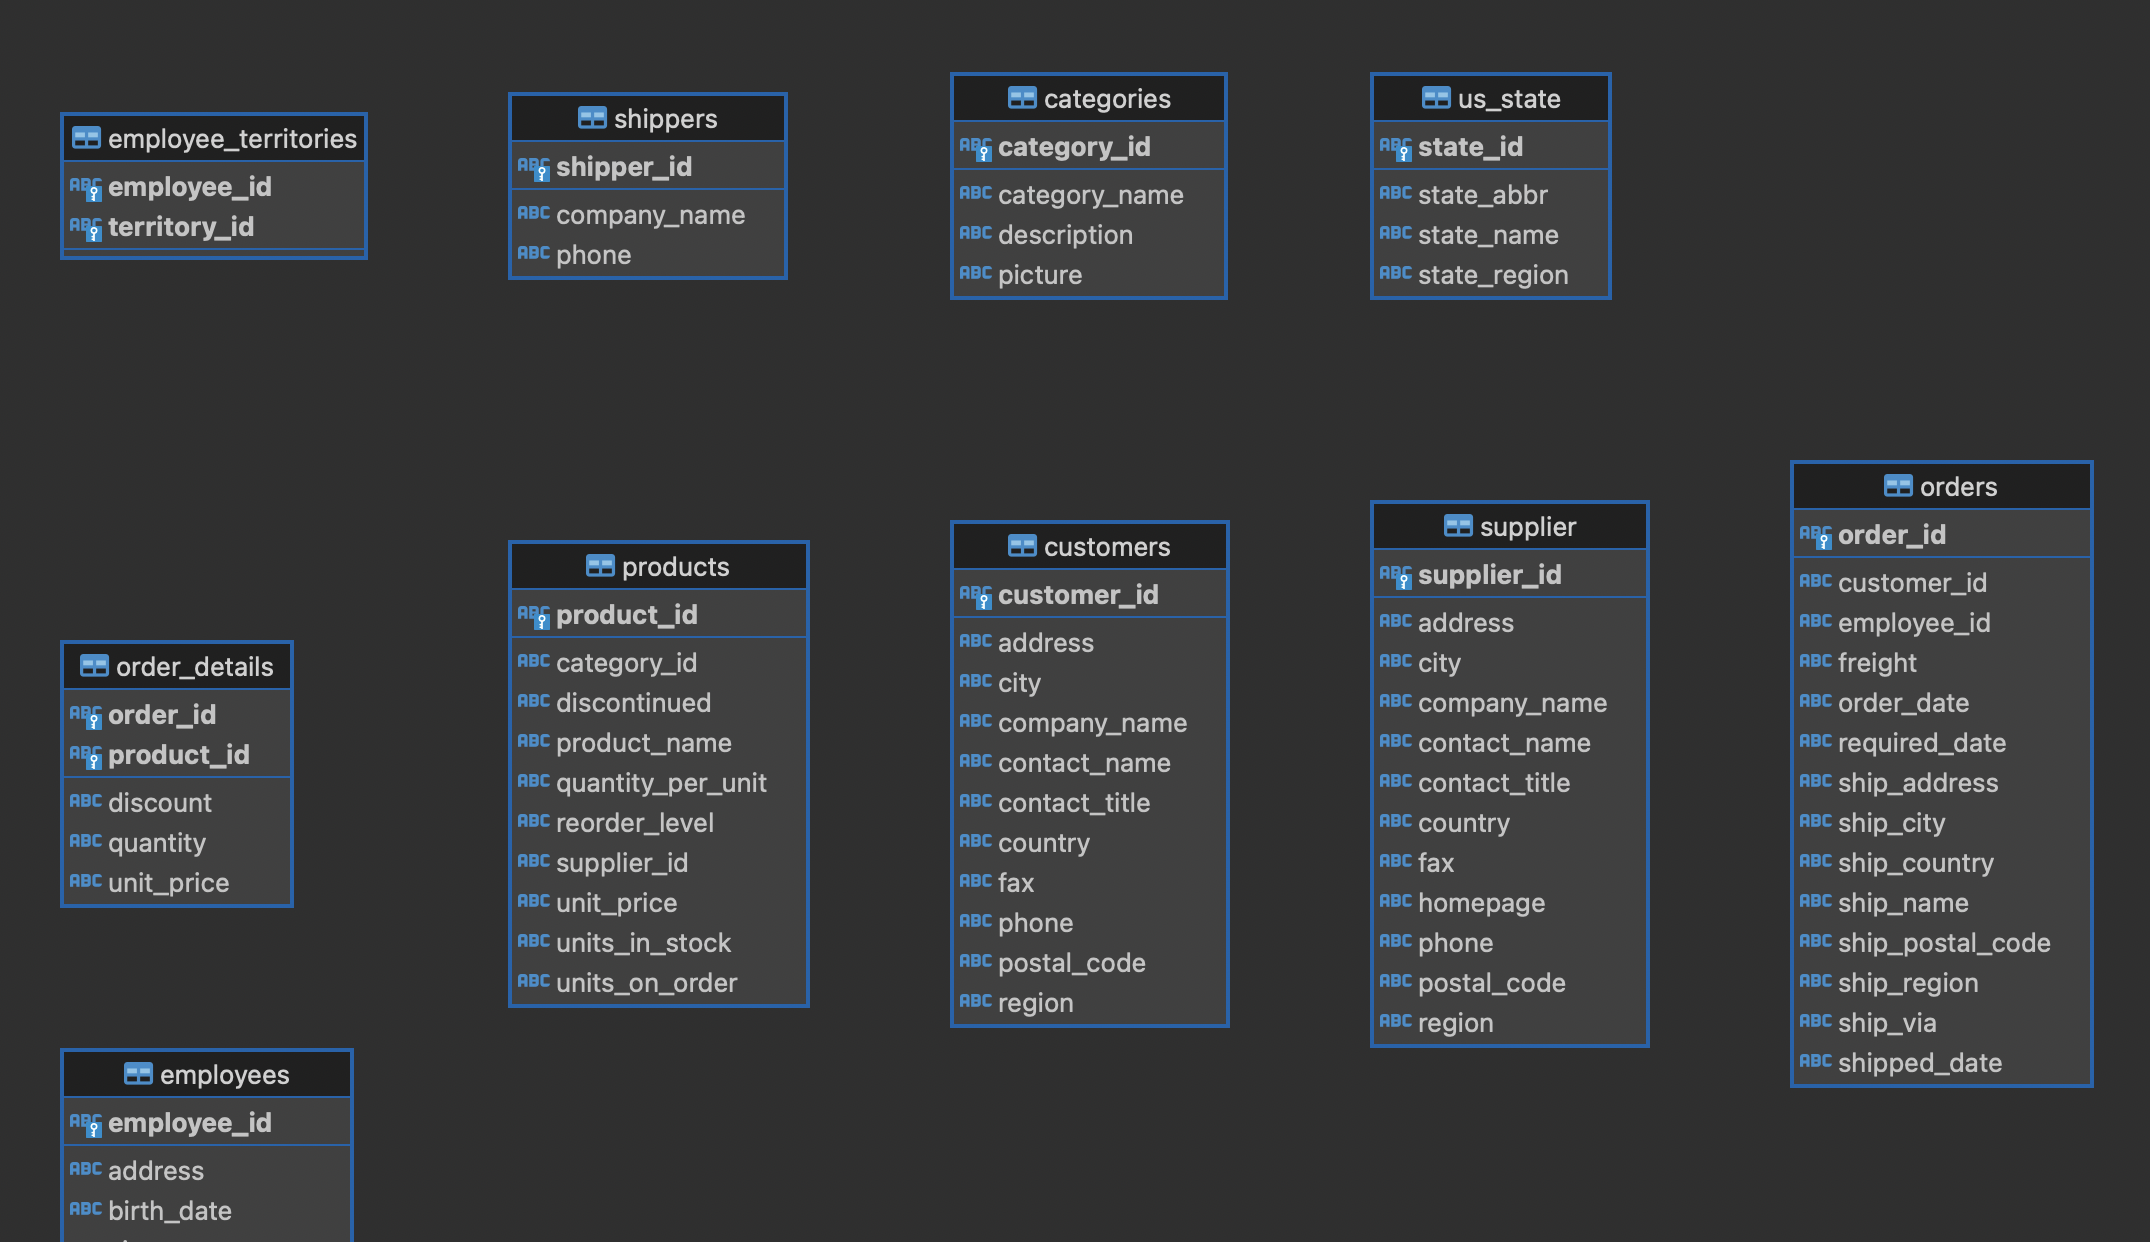 employee_territories
ABC employee_id
ABC territory_id
shippers
ABC shipper_id
ABC company_name
ABC phone
categories
ABC category_id
ABC category_name
ABC description
ABC picture
us_state
ABC state_id
ABC state_abbr
ABC state_name
ABC state_region
order_details
ABC order_id
ABC product_id
ABC discount
ABC quantity
ABC unit_price
products
ABC product_id
ABC category_id
ABC discontinued
ABC product_name
ABC quantity_per_unit
ABC reorder_level
ABC supplier_id
ABC unit_price
ABC units_in_stock
ABC units_on_order
customers
ABC customer_id
ABC address
ABC city
ABC company_name
ABC contact_name
ABC contact_title
ABC country
ABC fax
ABC phone
ABC postal_code
ABC region
supplier
ABC supplier_id
ABC address
ABC city
ABC company_name
ABC contact_name
ABC contact_title
ABC country
ABC fax
ABC homepage
ABC phone
ABC postal_code
ABC region
orders
ABC order_id
ABC customer_id
ABC employee_id
ABC freight
ABC order_date
ABC required_date
ABC ship_address
ABC ship_city
ABC ship_country
ABC ship_name
ABC ship_postal_code
ABC ship_region
ABC ship_via
ABC shipped_date
employees
ABC employee_id
ABC address
ABC birth_date